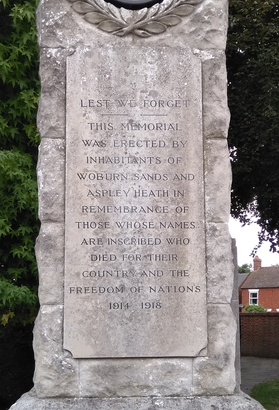 LEST WE FORGET
THIS MEMORIAL
WAS ERECTED BY
INHABITANTS OF
WOBURN SANDS AND
ASPLEY HEATH IN
REMEMBRANCE OF
THOSE WHOSE NAMES
ARE INSCRIBED WHO
DIED FOR THEIR
COUNTRY AND THE
FREEDOM OF NATIONS
1914 1918